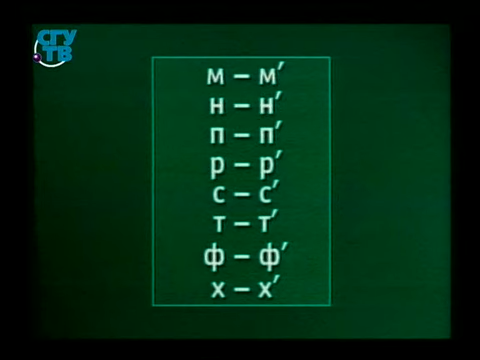 СГУ
ТВ
м – м′
н – н′
п – п′
р – р′
с – с′
т – т′
ф – ф′
х – х′